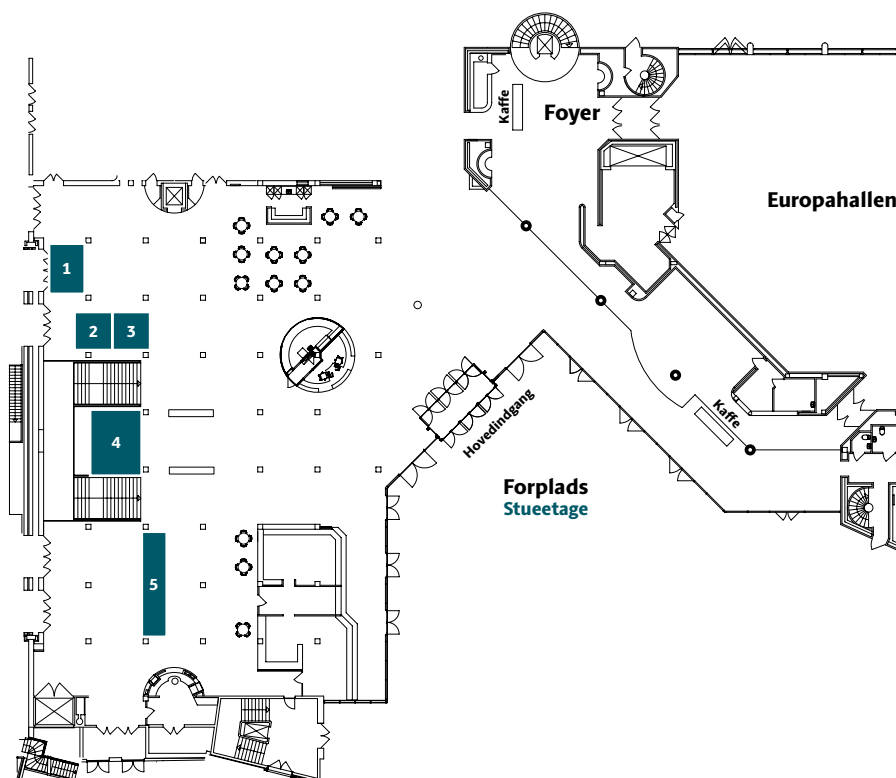 Kaffe
Foyer
Europahallen
1
2
3
4
Hovedindgang
Kaffe
Forplads
Stueetage
5